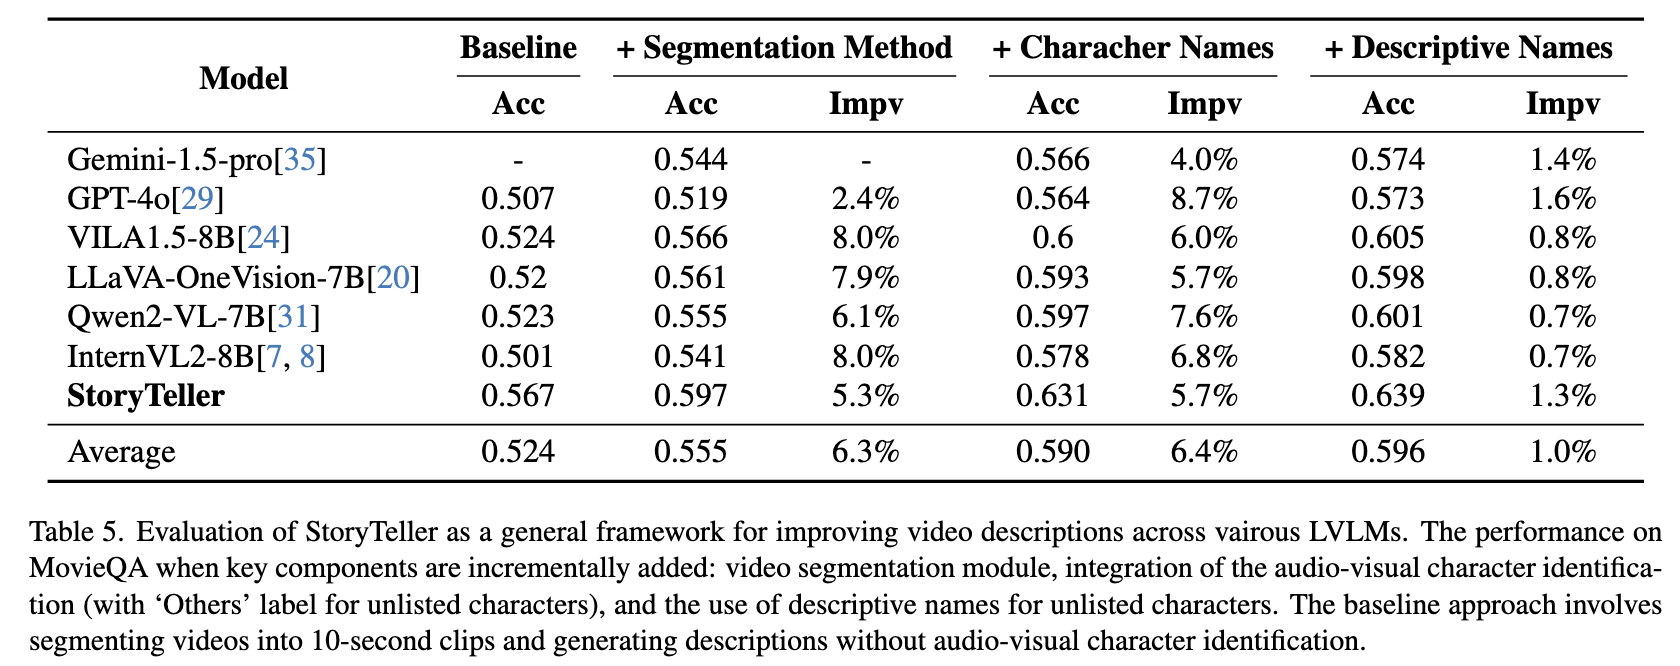 Model Baseline + Segmentation Method + Characher Names + Descriptive Names
Acc Acc Impv Acc Impv Acc Impv
Gemini-1.5-pro[35] - 0.544 - 0.566 4.0% 0.574 1.4%
GPT-4o[29] 0.507 0.519 2.4% 0.564 8.7% 0.573 1.6%
VILA1.5-8B[24] 0.524 0.566 8.0% 0.6 6.0% 0.605 0.8%
LLaVA-OneVision-7B[20] 0.52 0.561 7.9% 0.593 5.7% 0.598 0.8%
Qwen2-VL-7B[31] 0.523 0.555 6.1% 0.597 7.6% 0.601 0.7%
InternVL2-8B[7, 8] 0.501 0.541 8.0% 0.578 6.8% 0.582 0.7%
StoryTeller 0.567 0.597 5.3% 0.631 5.7% 0.639 1.3%
Average 0.524 0.555 6.3% 0.590 6.4% 0.596 1.0%
Table 5. Evaluation of StoryTeller as a general framework for improving video descriptions across vairous LVLMs. The performance on
MovieQA when key components are incrementally added: video segmentation module, integration of the audio-visual character identifica-
tion (with ‘Others’ label for unlisted characters), and the use of descriptive names for unlisted characters. The baseline approach involves
segmenting videos into 10-second clips and generating descriptions without audio-visual character identification.